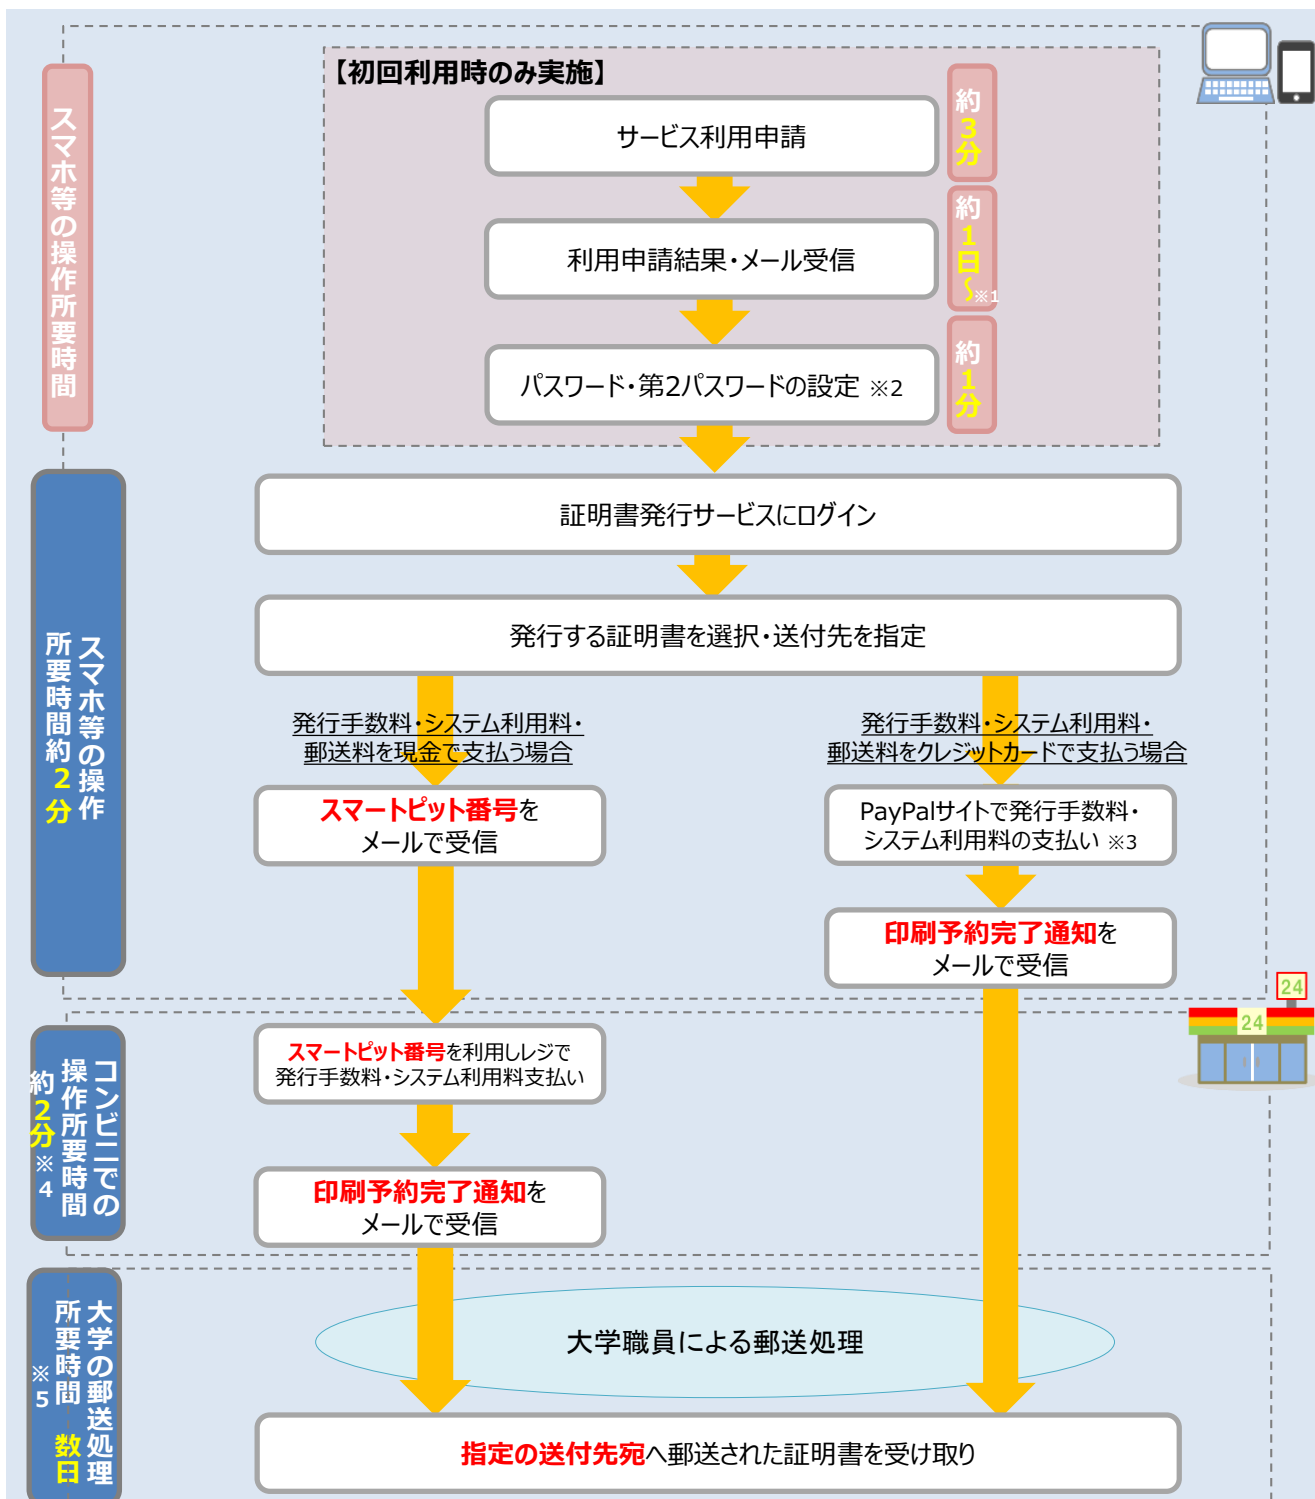 【初回利用時のみ実施】
スマホ等の操作所要時間
サービス利用申請
約3分
利用申請結果・メール受信
約1日～※1
パスワード・第2パスワードの設定 ※2
約1分
スマホ等の操作
所要時間約2分
証明書発行サービスにログイン
発行する証明書を選択・送付先を指定
発行手数料・システム利用料・
郵送料を現金で支払う場合
発行手数料・システム利用料・
郵送料をクレジットカードで支払う場合
スマートピット番号を
メールで受信
PayPalサイトで発行手数料・
システム利用料の支払い ※3
印刷予約完了通知を
メールで受信
24
24
コンビニでの
操作所要時間
約2分※4
スマートピット番号を利用しレジで
発行手数料・システム利用料支払い
印刷予約完了通知を
メールで受信
大学の郵送処理
所要時間 数日
※5
大学職員による郵送処理
指定の送付先宛へ郵送された証明書を受け取り